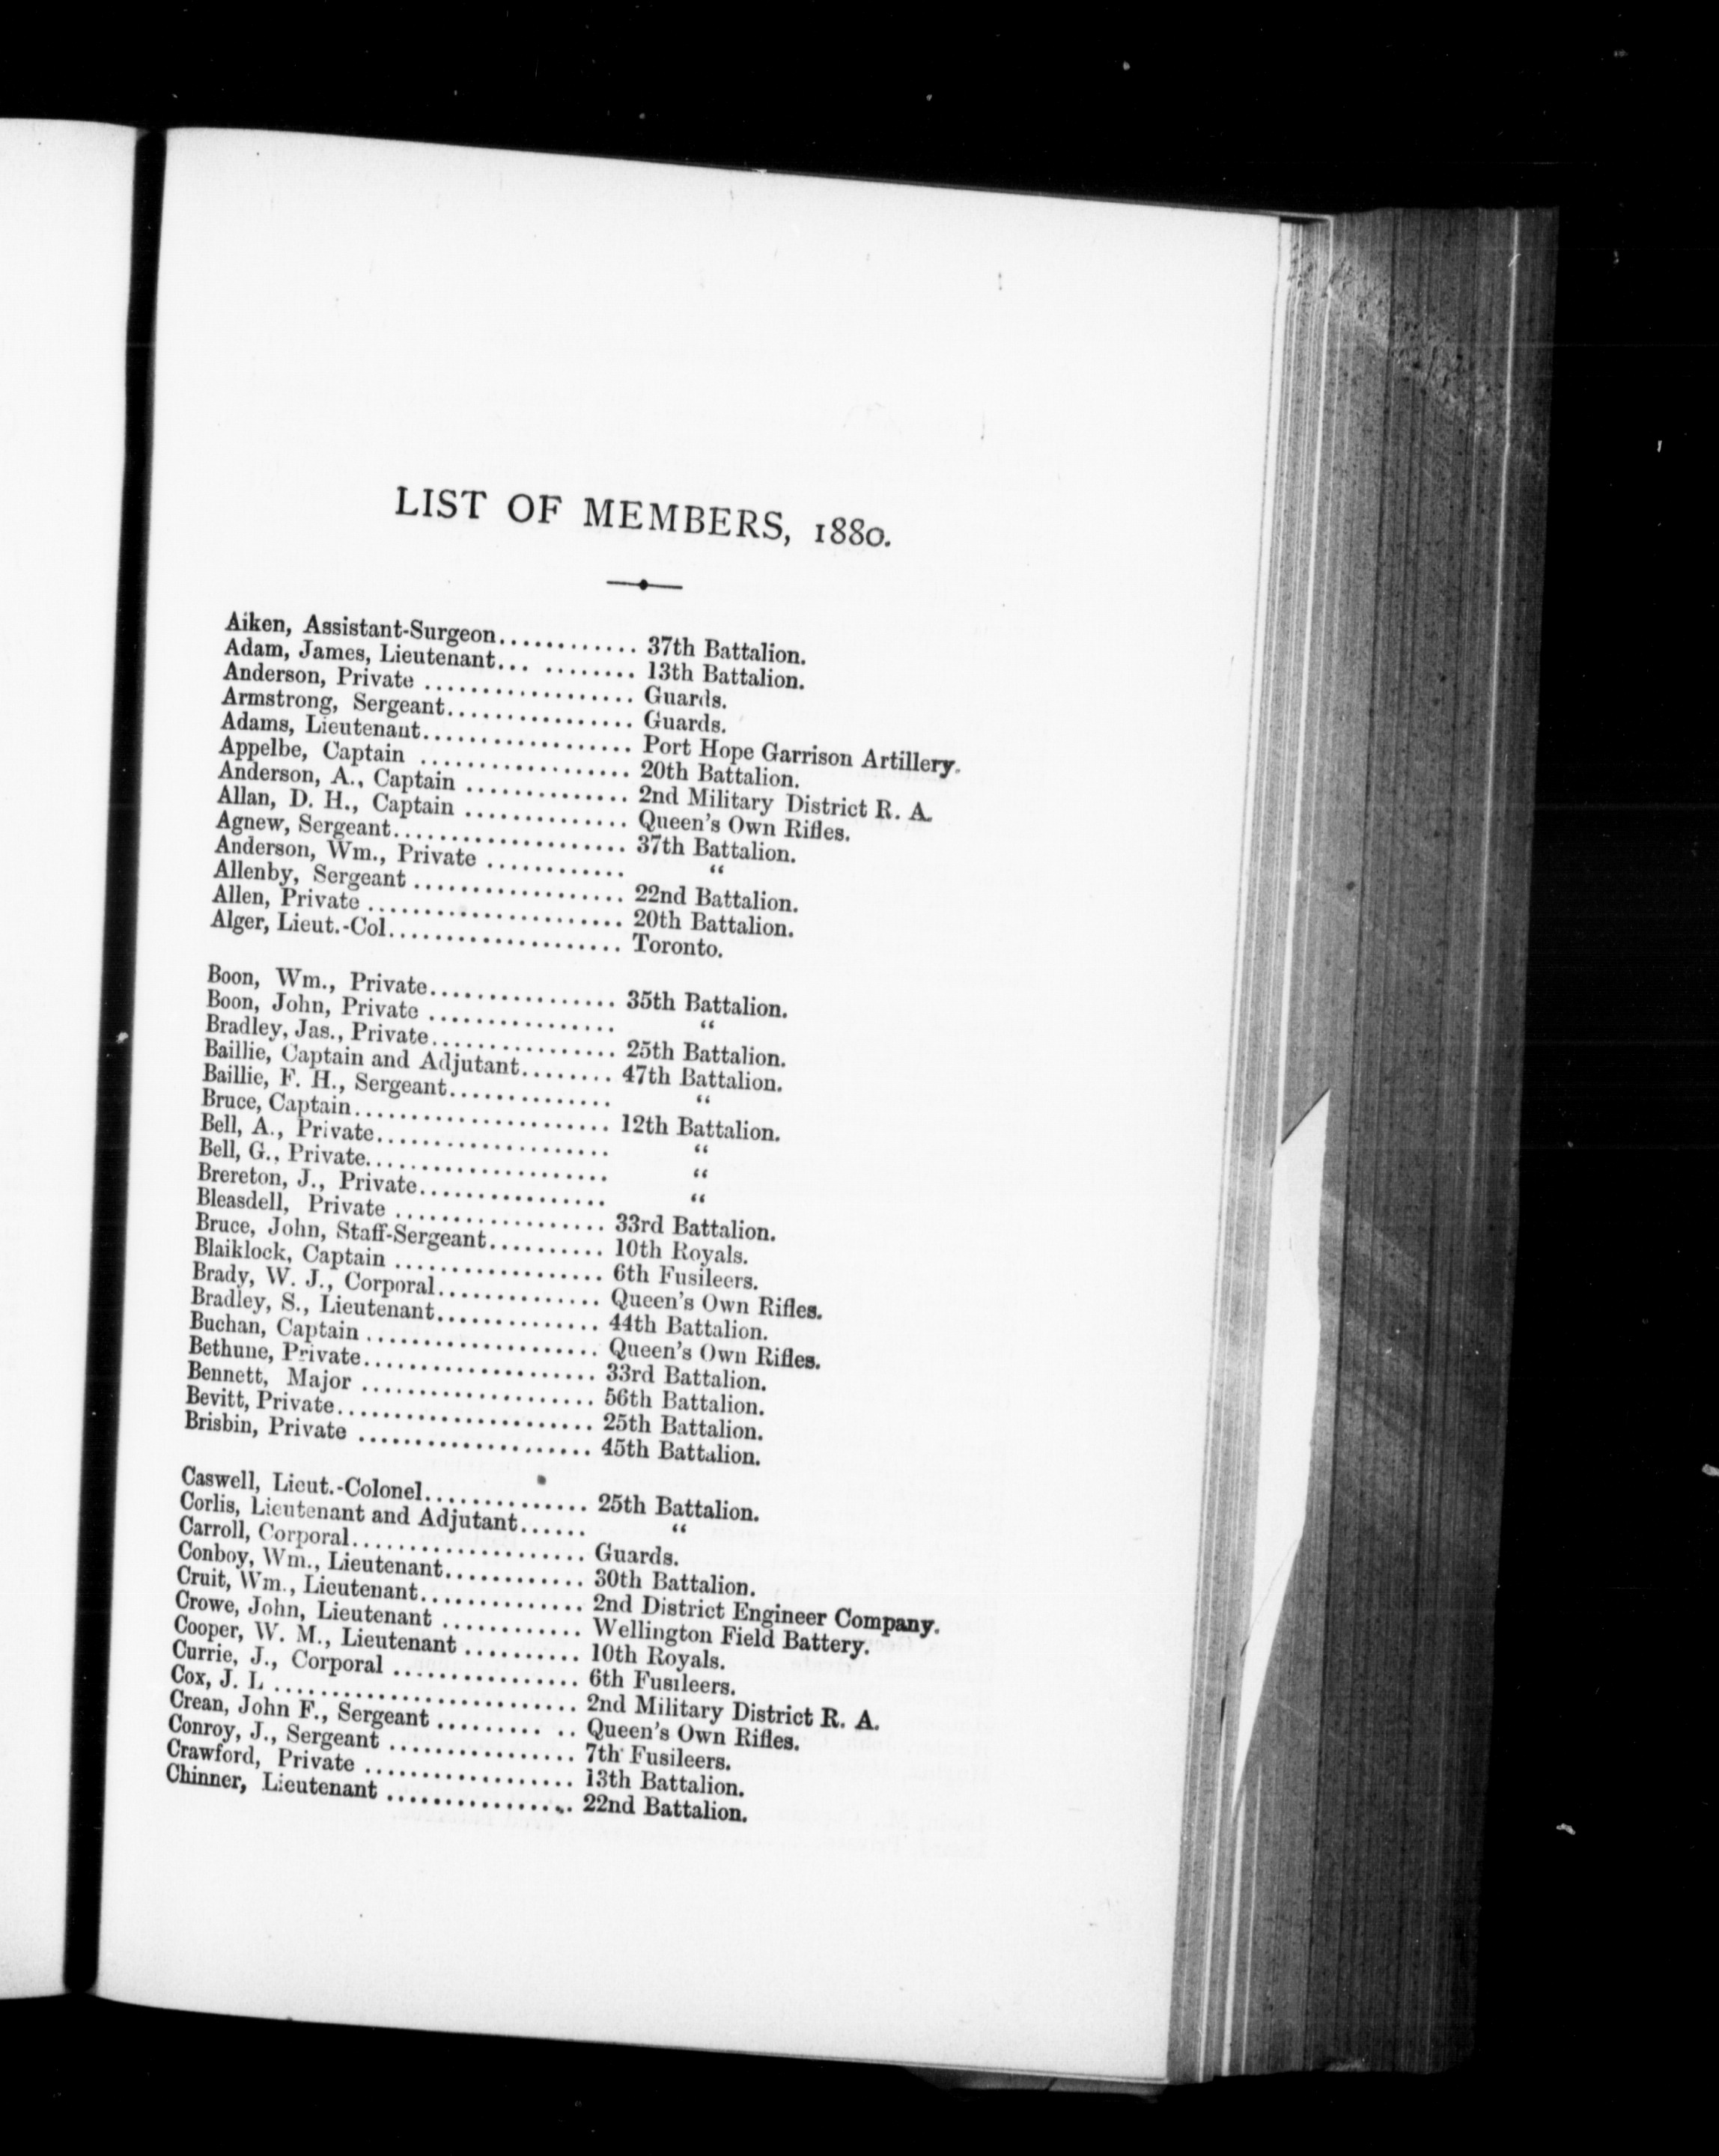 LIST OF MEMBERS, 1880.
Aiken, Assistant-Surgeon............ 37th Battalion.
Adam, James, Lieutenant... ......... 13th Battalion.
Anderson, Private .................. Guards.
Armstrong, Sergeant................ Guards.
Adams, Lieutenant.................. Port Hope Garrison Artillery.
Appelbe, Captain .................. 20th Battalion.
Anderson, A., Captain .............. 2nd Military District R. A.
Allan, D. H., Captain .............. Queen's Own Rifles.
Agnew, Sergeant.................... 37th Battalion.
Anderson, Wm., Private ............ “
Allenby, Sergeant .................. 22nd Battalion.
Allen, Private ...................... 20th Battalion.
Alger, Lieut.-Col.................... Toronto.
Boon, Wm., Private................ 35th Battalion.
Boon, John, Private ................ “
Bradley, Jas., Private................ 25th Battalion.
Baillie, Captain and Adjutant........ 47th Battalion.
Baillie, F. H., Sergeant.............. “
Bruce, Captain...................... 12th Battalion.
Bell, A., Private.................... “
Bell, G., Private..................... “
Brereton, J., Private................ “
Bleasdell, Private .................. 33rd Battalion.
Bruce, John, Staff-Sergeant.......... 10th Royals.
Blaiklock, Captain .................. 6th Fusileers.
Brady, W. J., Corporal.............. Queen's Own Rifles.
Bradley, S., Lieutenant.............. 44th Battalion.
Buchan, Captain .................... Queen's Own Rifles.
Bethune, Private.................... 33rd Battalion.
Bennett, Major .................... 56th Battalion.
Bevitt, Private...................... 25th Battalion.
Brisbin, Private .................... 45th Battalion.
Caswell, Lieut.-Colonel.............. 25th Battalion.
Corlis, Lieutenant and Adjutant...... “
Carroll, Corporal.................... Guards.
Conboy, Wm., Lieutenant............ 30th Battalion.
Cruit, Wm., Lieutenant.............. 2nd District Engineer Company.
Crowe, John, Lieutenant ............ Wellington Field Battery.
Cooper, W. M., Lieutenant .......... 10th Royals.
Currie, J., Corporal ................ 6th Fusileers.
Cox, J. L .......................... 2nd Military District R. A.
Crean, John F., Sergeant ......... .. Queen's Own Rifles.
Conroy, J., Sergeant ................ 7th Fusileers.
Crawford, Private .................. 13th Battalion.
Chinner, Lieutenant ................ 22nd Battalion.